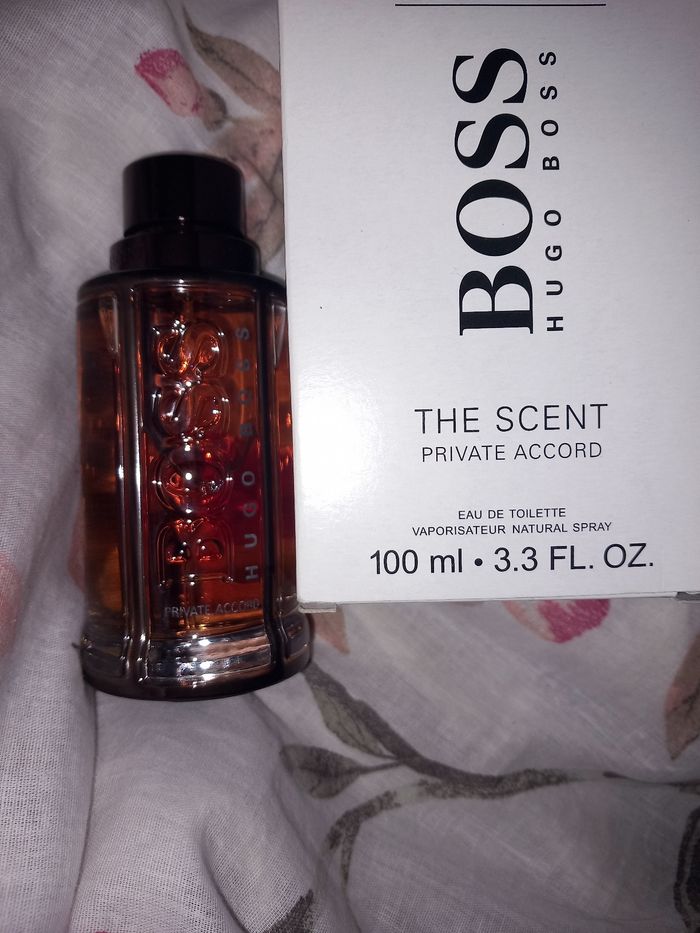 BOSS
HUGO BOSS
THE SCENT
PRIVATE ACCORD
EAU DE TOILETTE
VAPORISATEUR NATURAL SPRAY
100 ml • 3.3 FL. OZ.
BOSS
HUGO BOSS
PRIVATE ACCORD